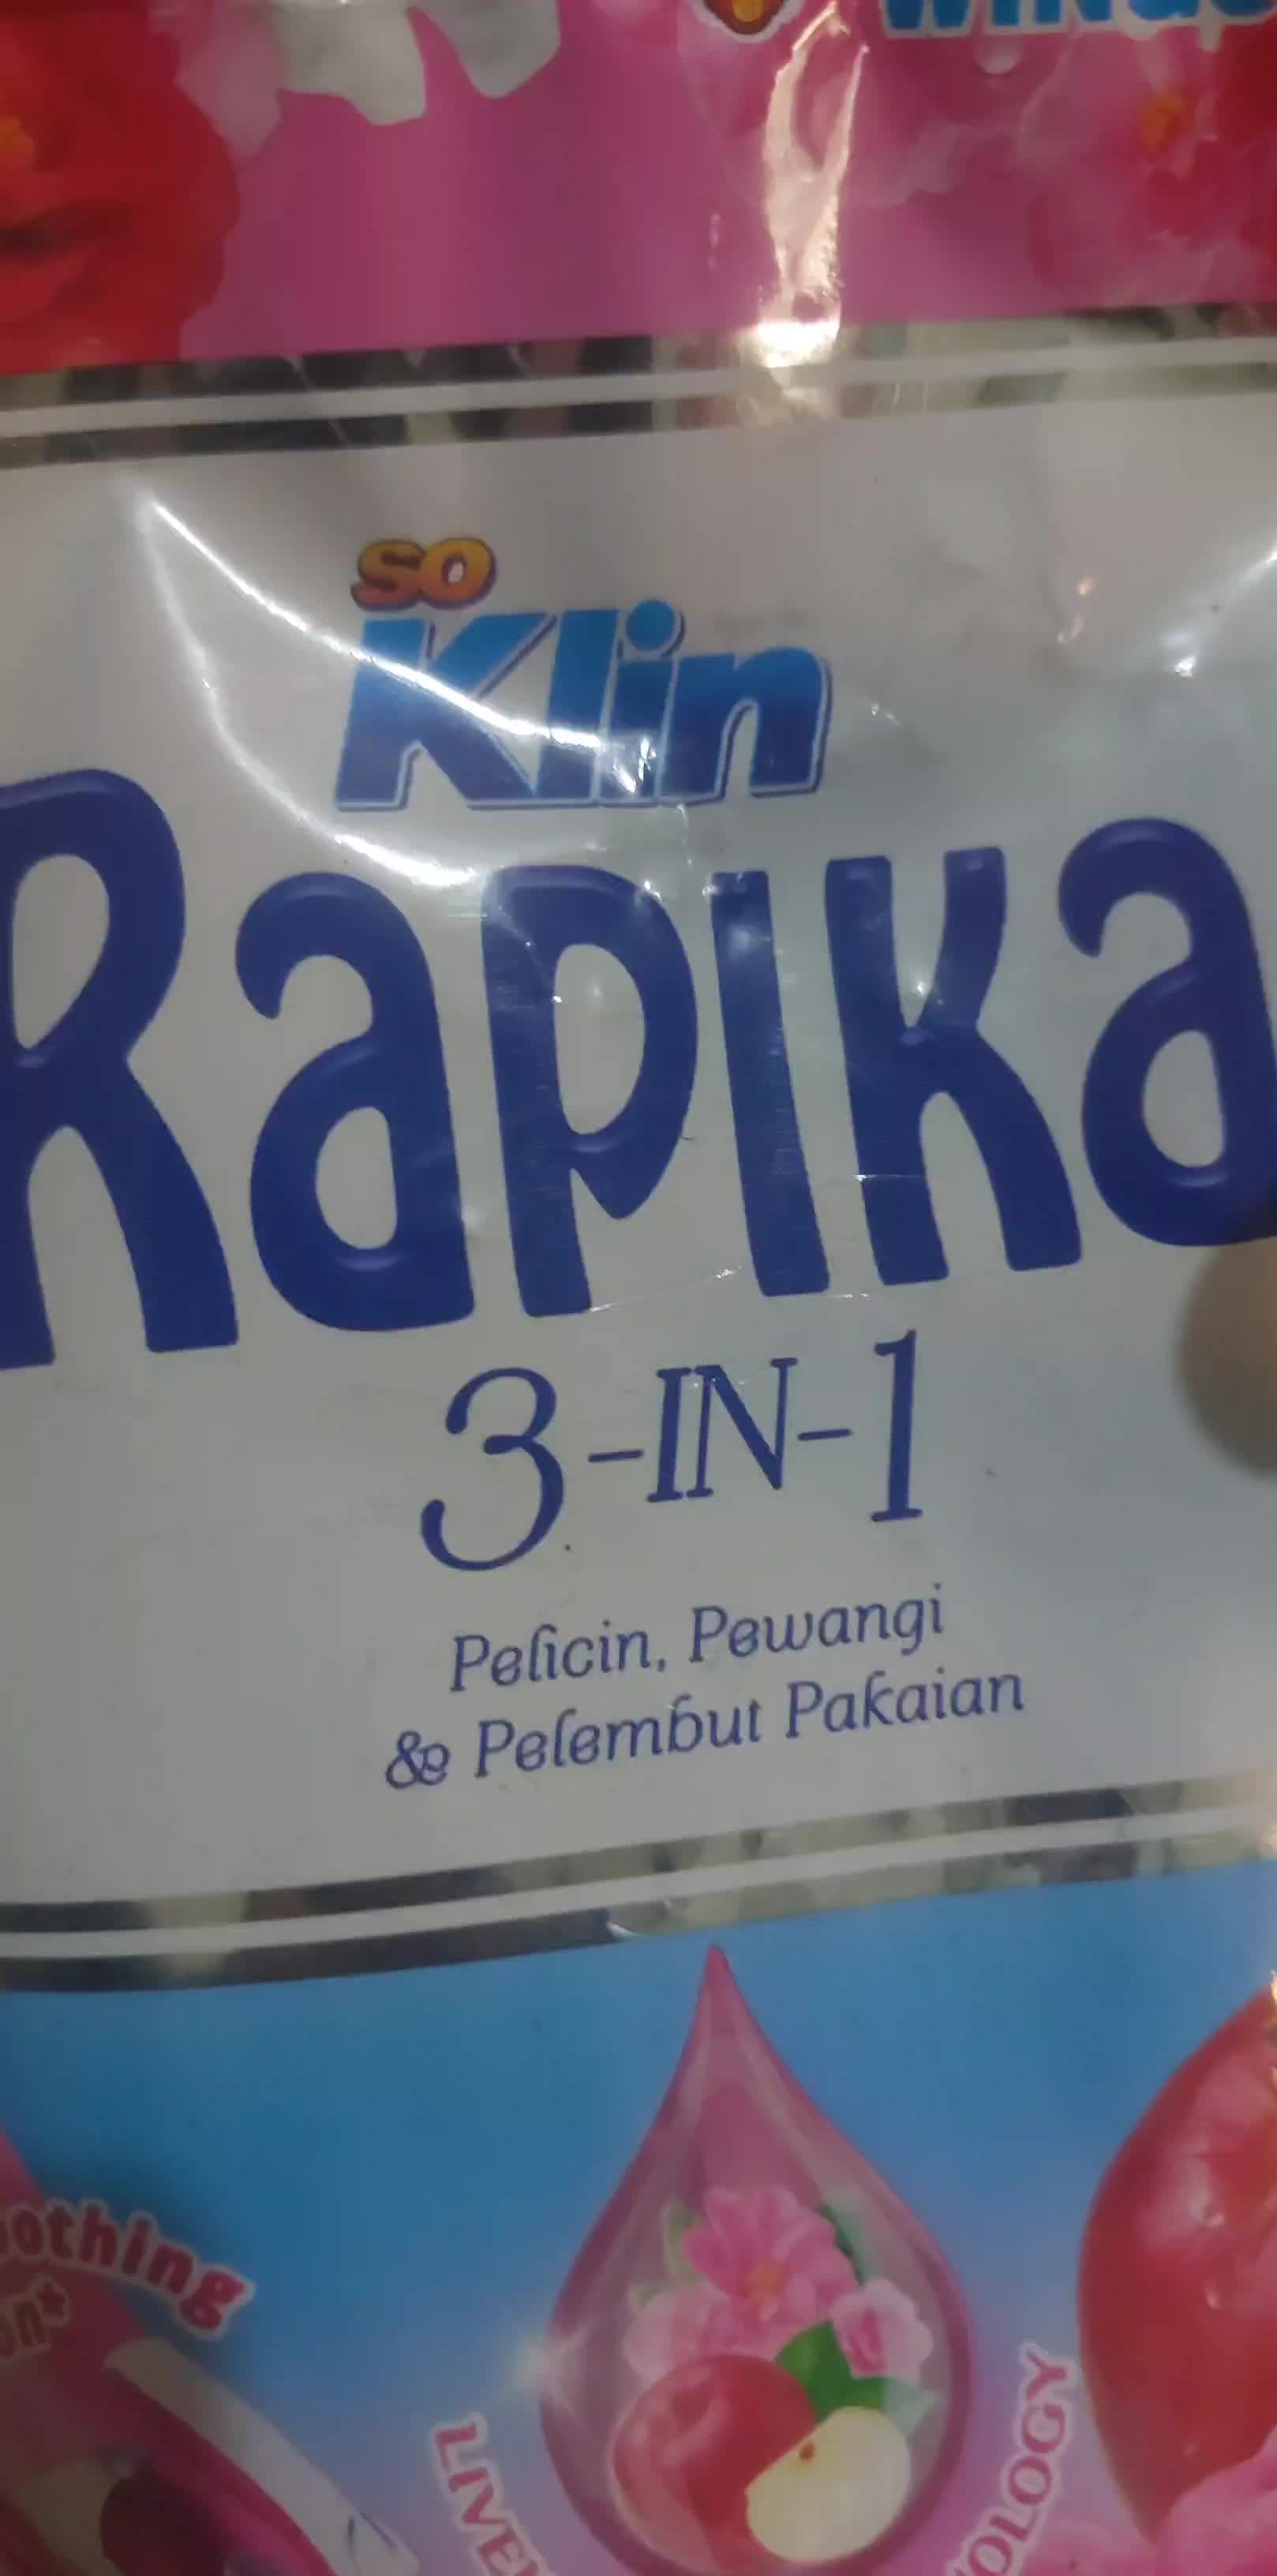 so
Klin
Rapika
3-IN-1
Pelicin, Pewangi
& Pelembut Pakaian